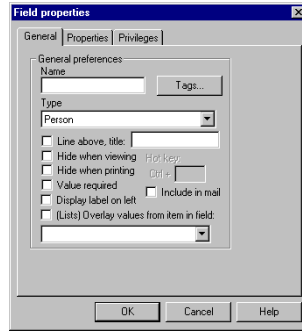 Field properties
General Properties Privileges
General preferences
Name
Tags...
Type
Person
Line above, title:
Hide when viewing Hot key:
Hide when printing Ctrl +
Value required
Include in mail
Display label on left
(Lists) Overlay values from item in field:
OK Cancel Help